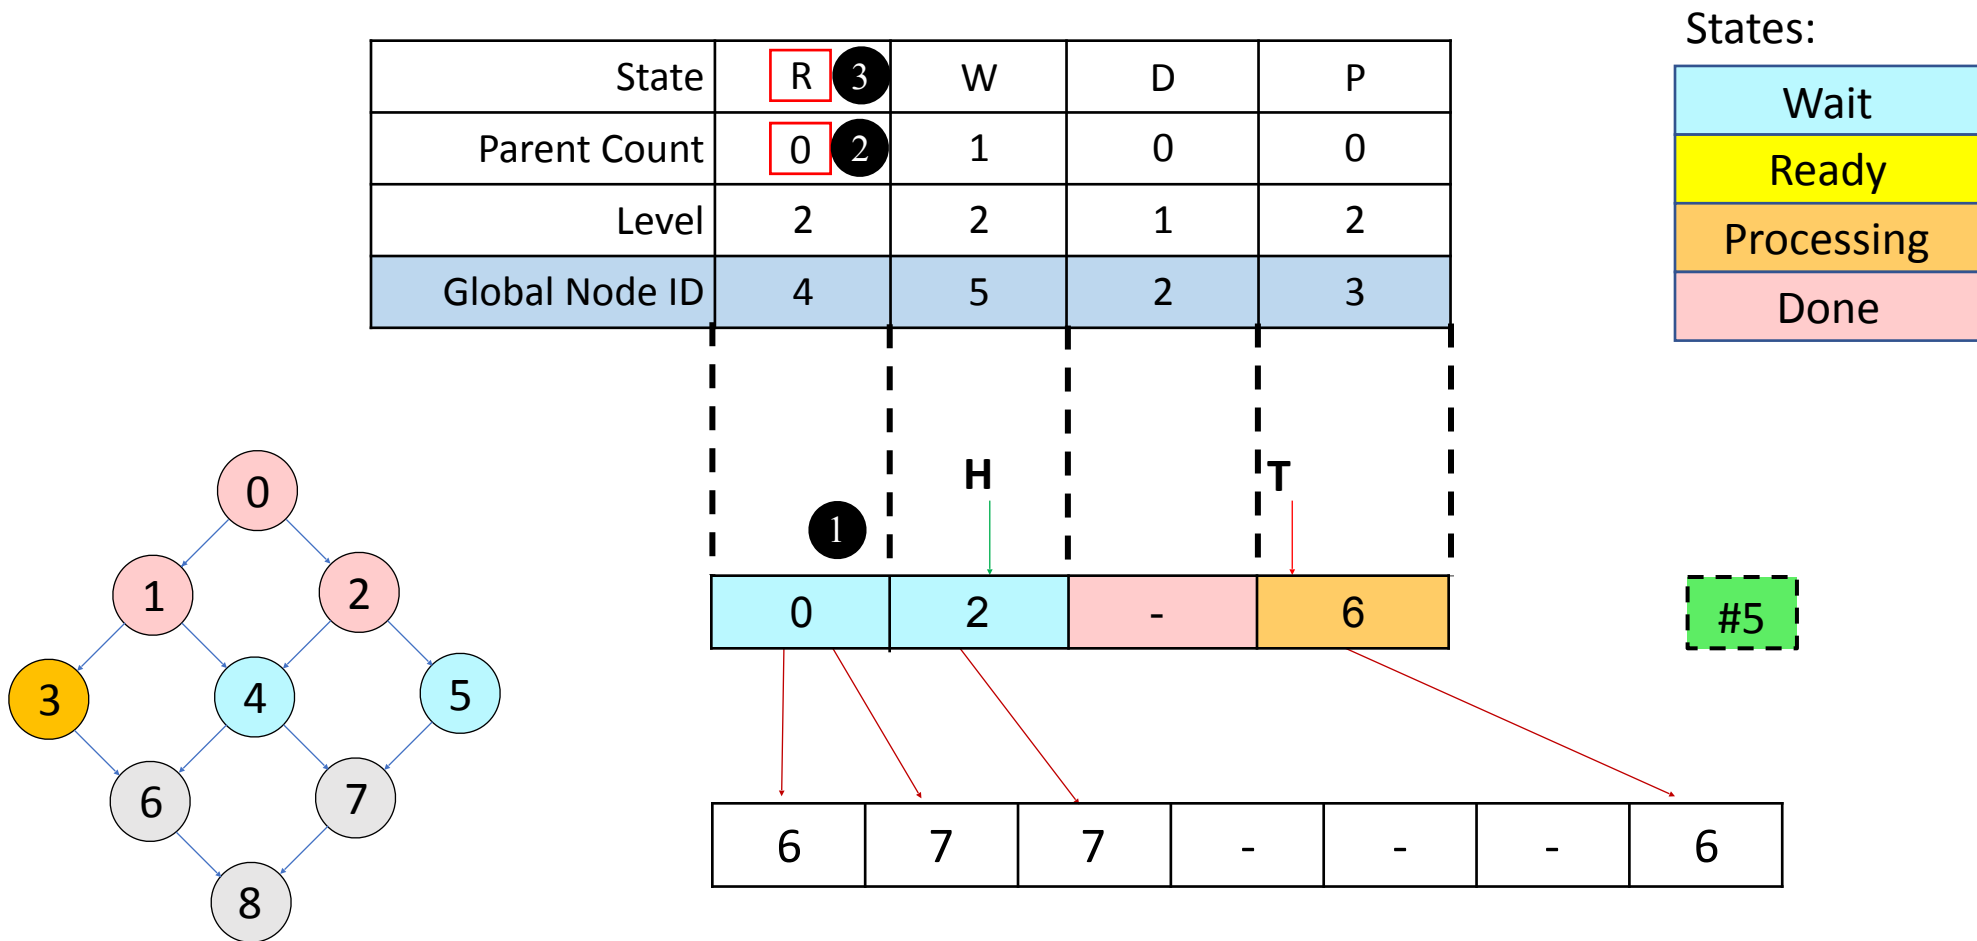 States:
State R 3 W D P
Parent Count 0 2 1 0 0
Level 2 2 1 2
Global Node ID 4 5 2 3
Wait
Ready
Processing
Done
H T
1
0 2 - 6
#5
6 7 7 - - - 6
0
1 2
3 4 5
6 7
8